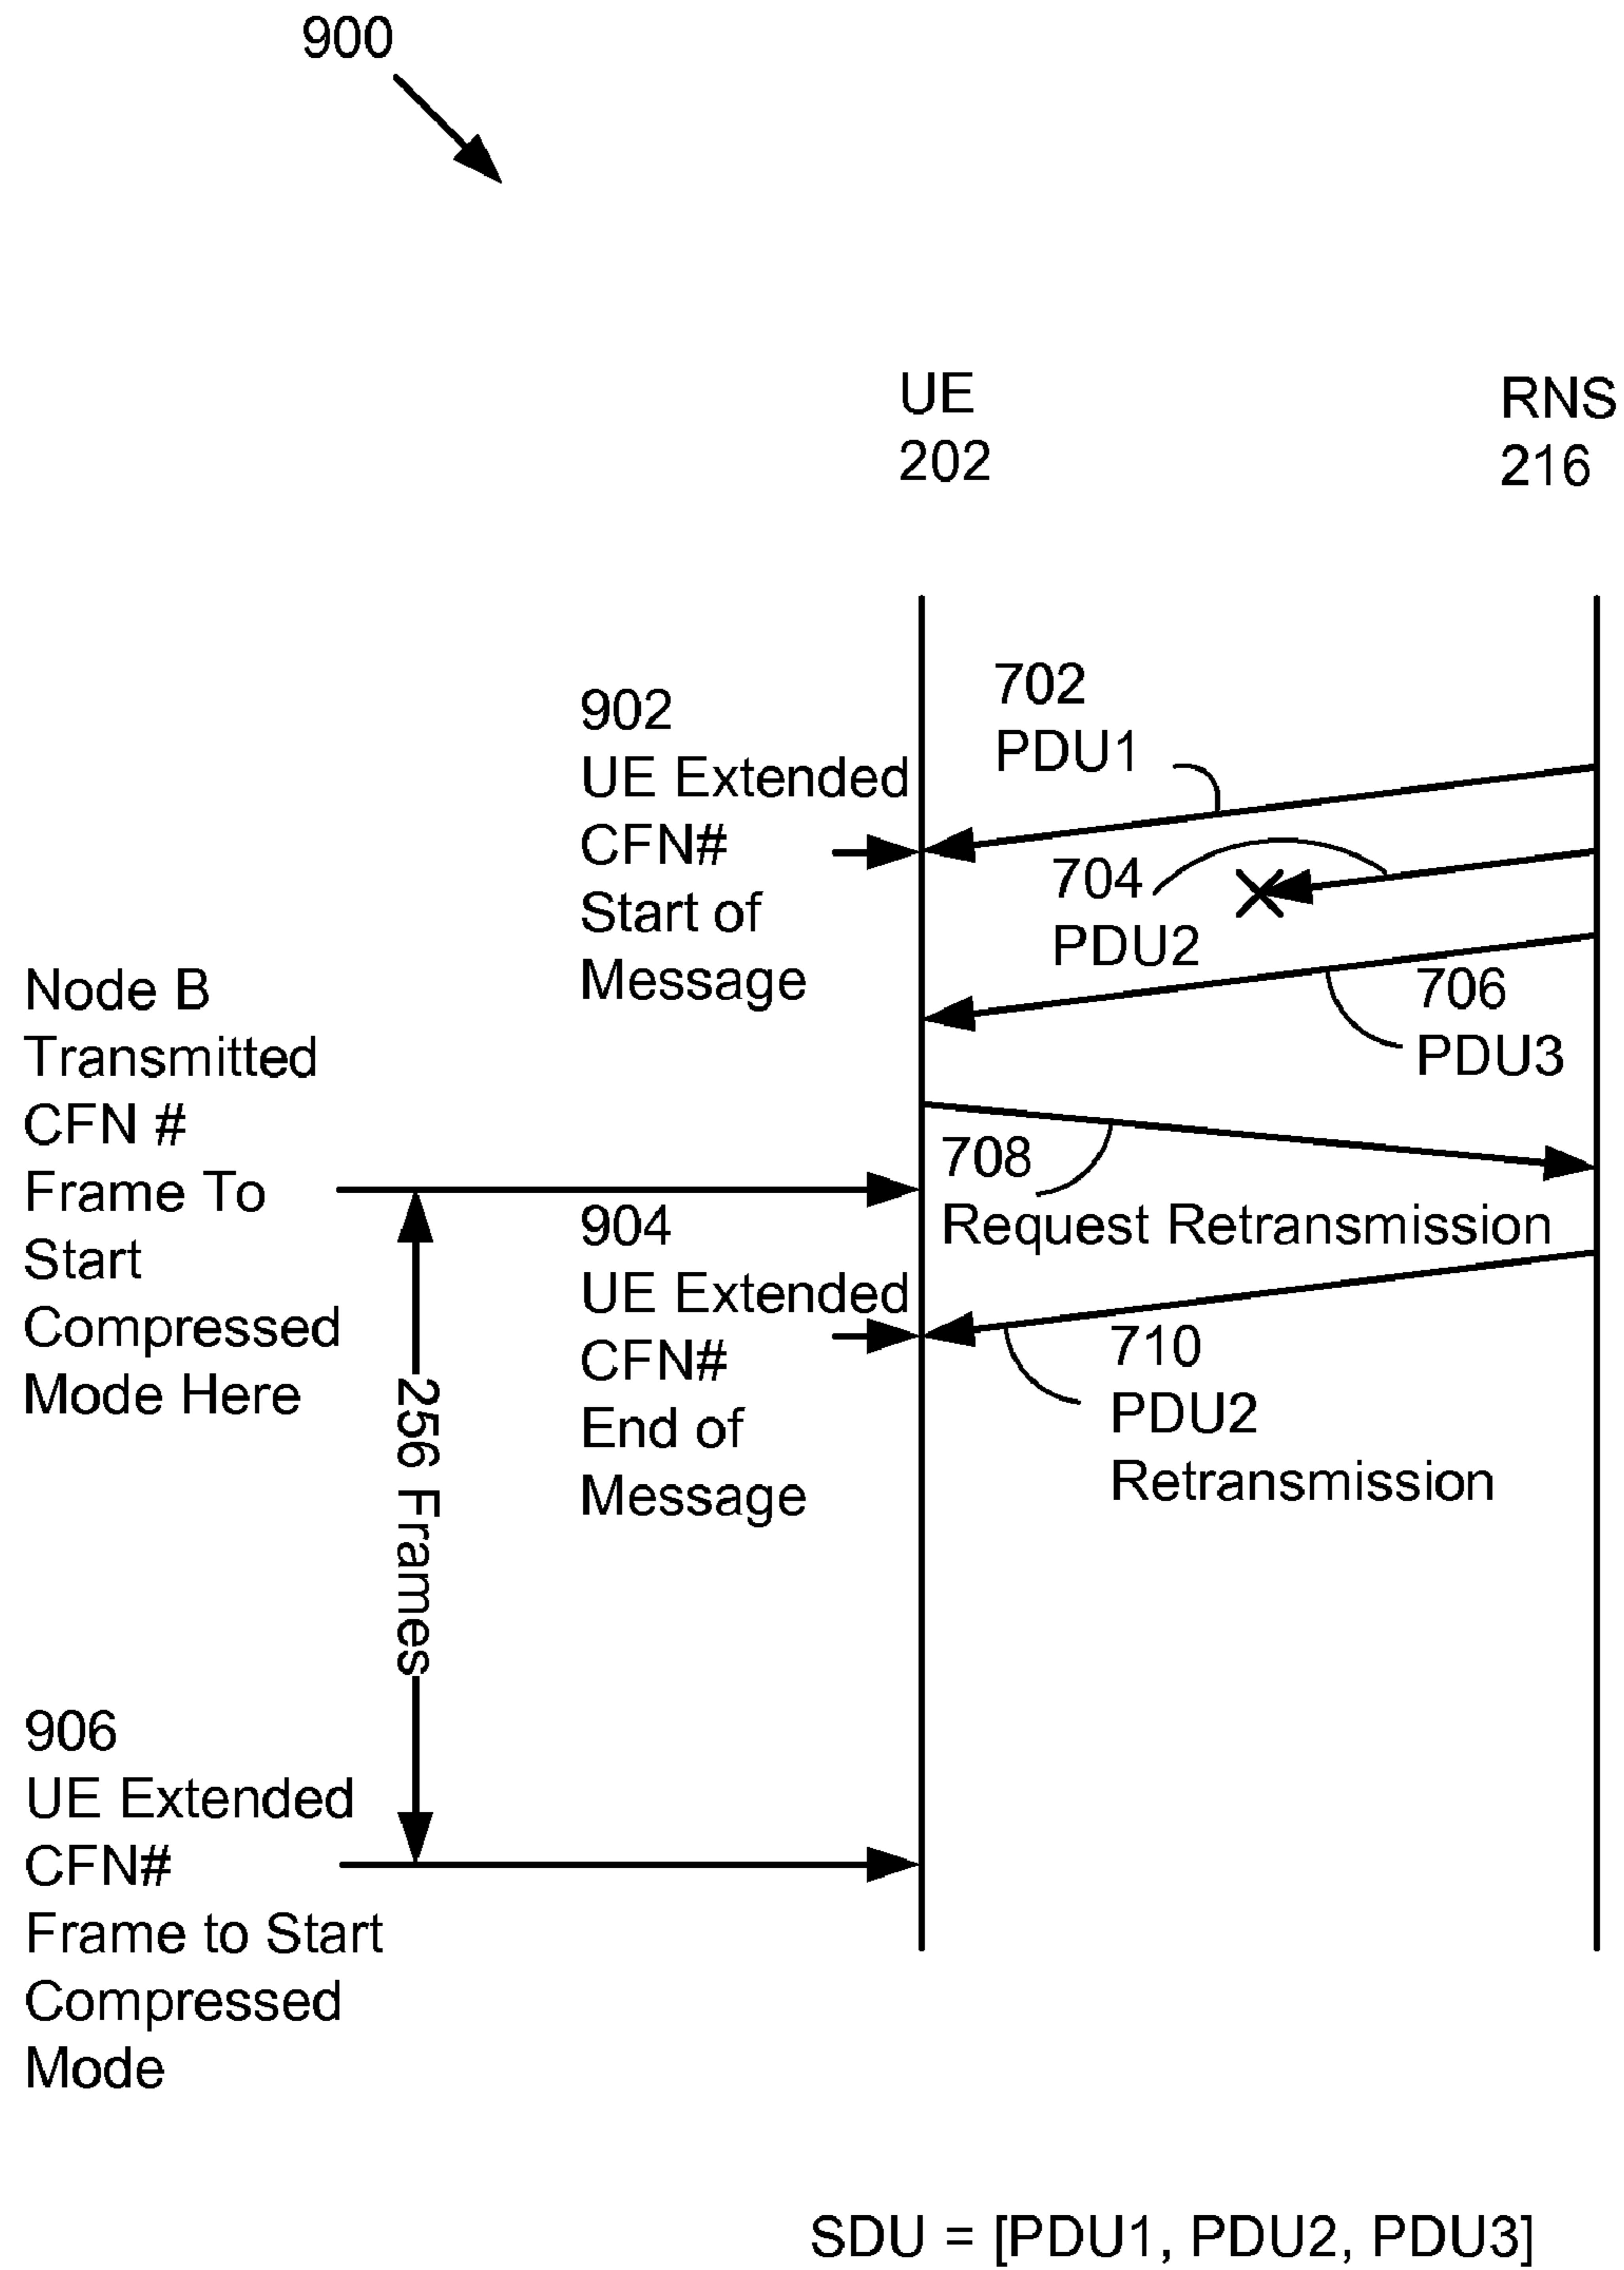 900
UE
202
RNS
216
902
UE Extended
CFN#
Start of
Message
702
PDU1
704
PDU2
706
PDU3
Node B
Transmitted
CFN #
Frame To
Start
Compressed
Mode Here
708
Request Retransmission
904
UE Extended
CFN#
End of
Message
710
PDU2
Retransmission
256 Frames
906
UE Extended
CFN#
Frame to Start
Compressed
Mode
SDU = [PDU1, PDU2, PDU3]